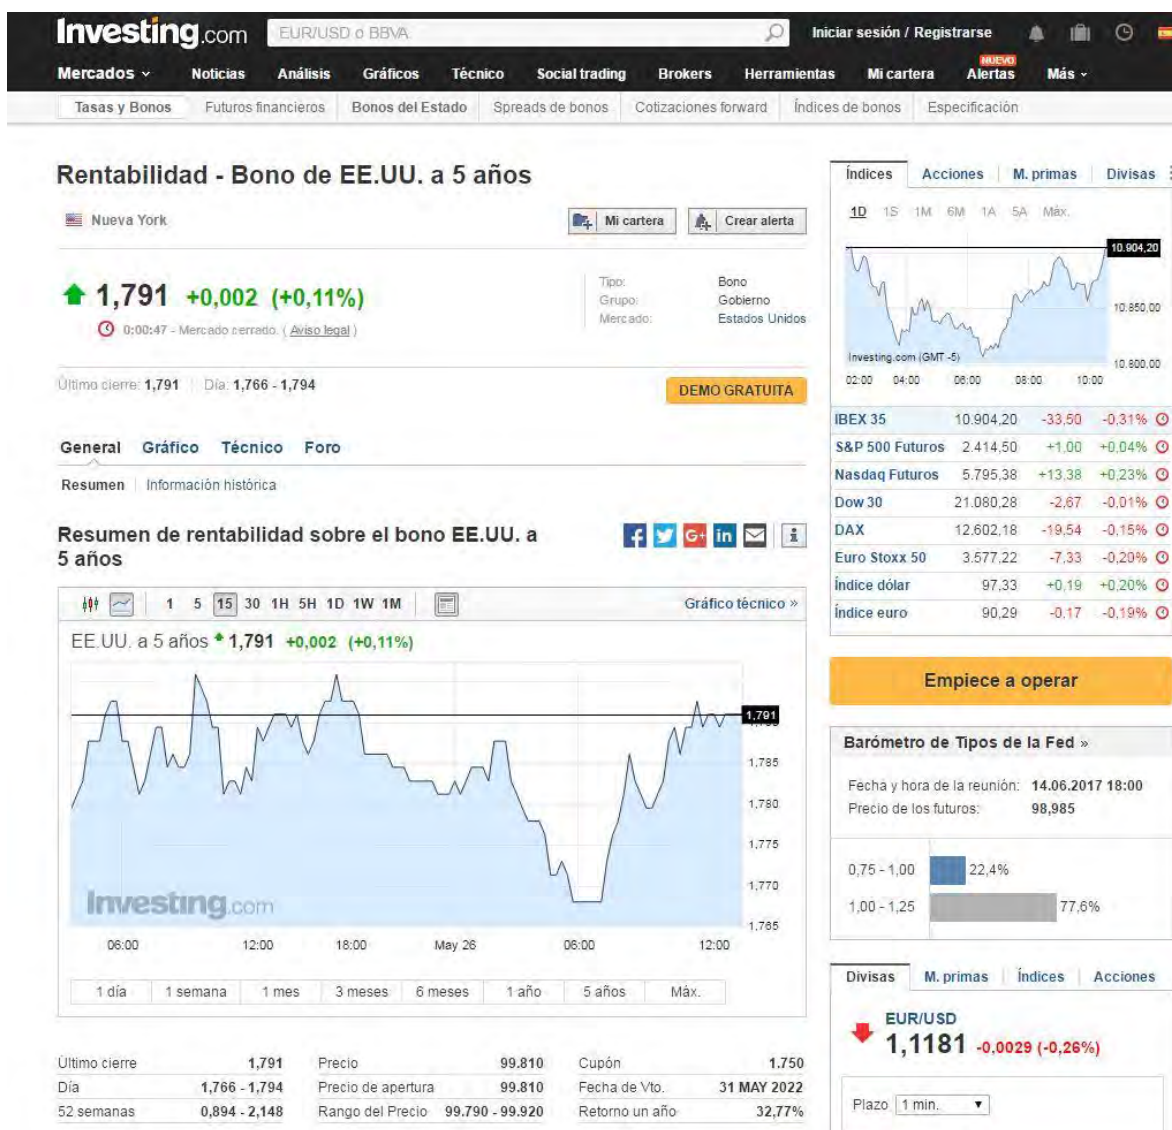 Investing.com
EUR/USD o BBVA
Iniciar sesión / Registrarse
Mercados Noticias Análisis Gráficos Técnico Social trading Brokers Herramientas Mi cartera NUEVO Alertas Más
Tasas y Bonos Futuros financieros Bonos del Estado Spreads de bonos Cotizaciones forward Índices de bonos Especificación
Rentabilidad - Bono de EE.UU. a 5 años
Nueva York
Mi cartera Crear alerta
1,791 +0,002 (+0,11%)
0:00:47 - Mercado cerrado. ( Aviso legal )
Tipo: Bono
Grupo: Gobierno
Mercado: Estados Unidos
Último cierre: 1,791 Día: 1,766 - 1,794
DEMO GRATUITA
General Gráfico Técnico Foro
Resumen Información histórica
Resumen de rentabilidad sobre el bono EE.UU. a
5 años
1 5 15 30 1H 5H 1D 1W 1M
Gráfico técnico »
EE.UU. a 5 años 1,791 +0,002 (+0,11%)
1,791
1,785
1,780
1,775
1,770
1,765
Investing.com
06:00 12:00 18:00 May 26 06:00 12:00
1 día 1 semana 1 mes 3 meses 6 meses 1 año 5 años Máx.
Último cierre 1,791 Precio 99.810 Cupón 1.750
Día 1,766 - 1,794 Precio de apertura 99.810 Fecha de Vto. 31 MAY 2022
52 semanas 0,894 - 2,148 Rango del Precio 99.790 - 99.920 Retorno un año 32,77%
Índices Acciones M. primas Divisas
1D 1S 1M 6M 1A 5A Máx.
10.904,20
10.850,00
10.800,00
Investing.com (GMT -5)
02:00 04:00 06:00 08:00 10:00
IBEX 35 10.904,20 -33,50 -0,31%
S&P 500 Futuros 2.414,50 +1,00 +0,04%
Nasdaq Futuros 5.795,38 +13,38 +0,23%
Dow 30 21.080,28 -2,67 -0,01%
DAX 12.602,18 -19,54 -0,15%
Euro Stoxx 50 3.577,22 -7,33 -0,20%
Índice dólar 97,33 +0,19 +0,20%
Índice euro 90,29 -0,17 -0,19%
Empiece a operar
Barómetro de Tipos de la Fed »
Fecha y hora de la reunión: 14.06.2017 18:00
Precio de los futuros: 98,985
0,75 - 1,00 22,4%
1,00 - 1,25 77,6%
Divisas M. primas Índices Acciones
EUR/USD
1,1181 -0,0029 (-0,26%)
Plazo 1 min.